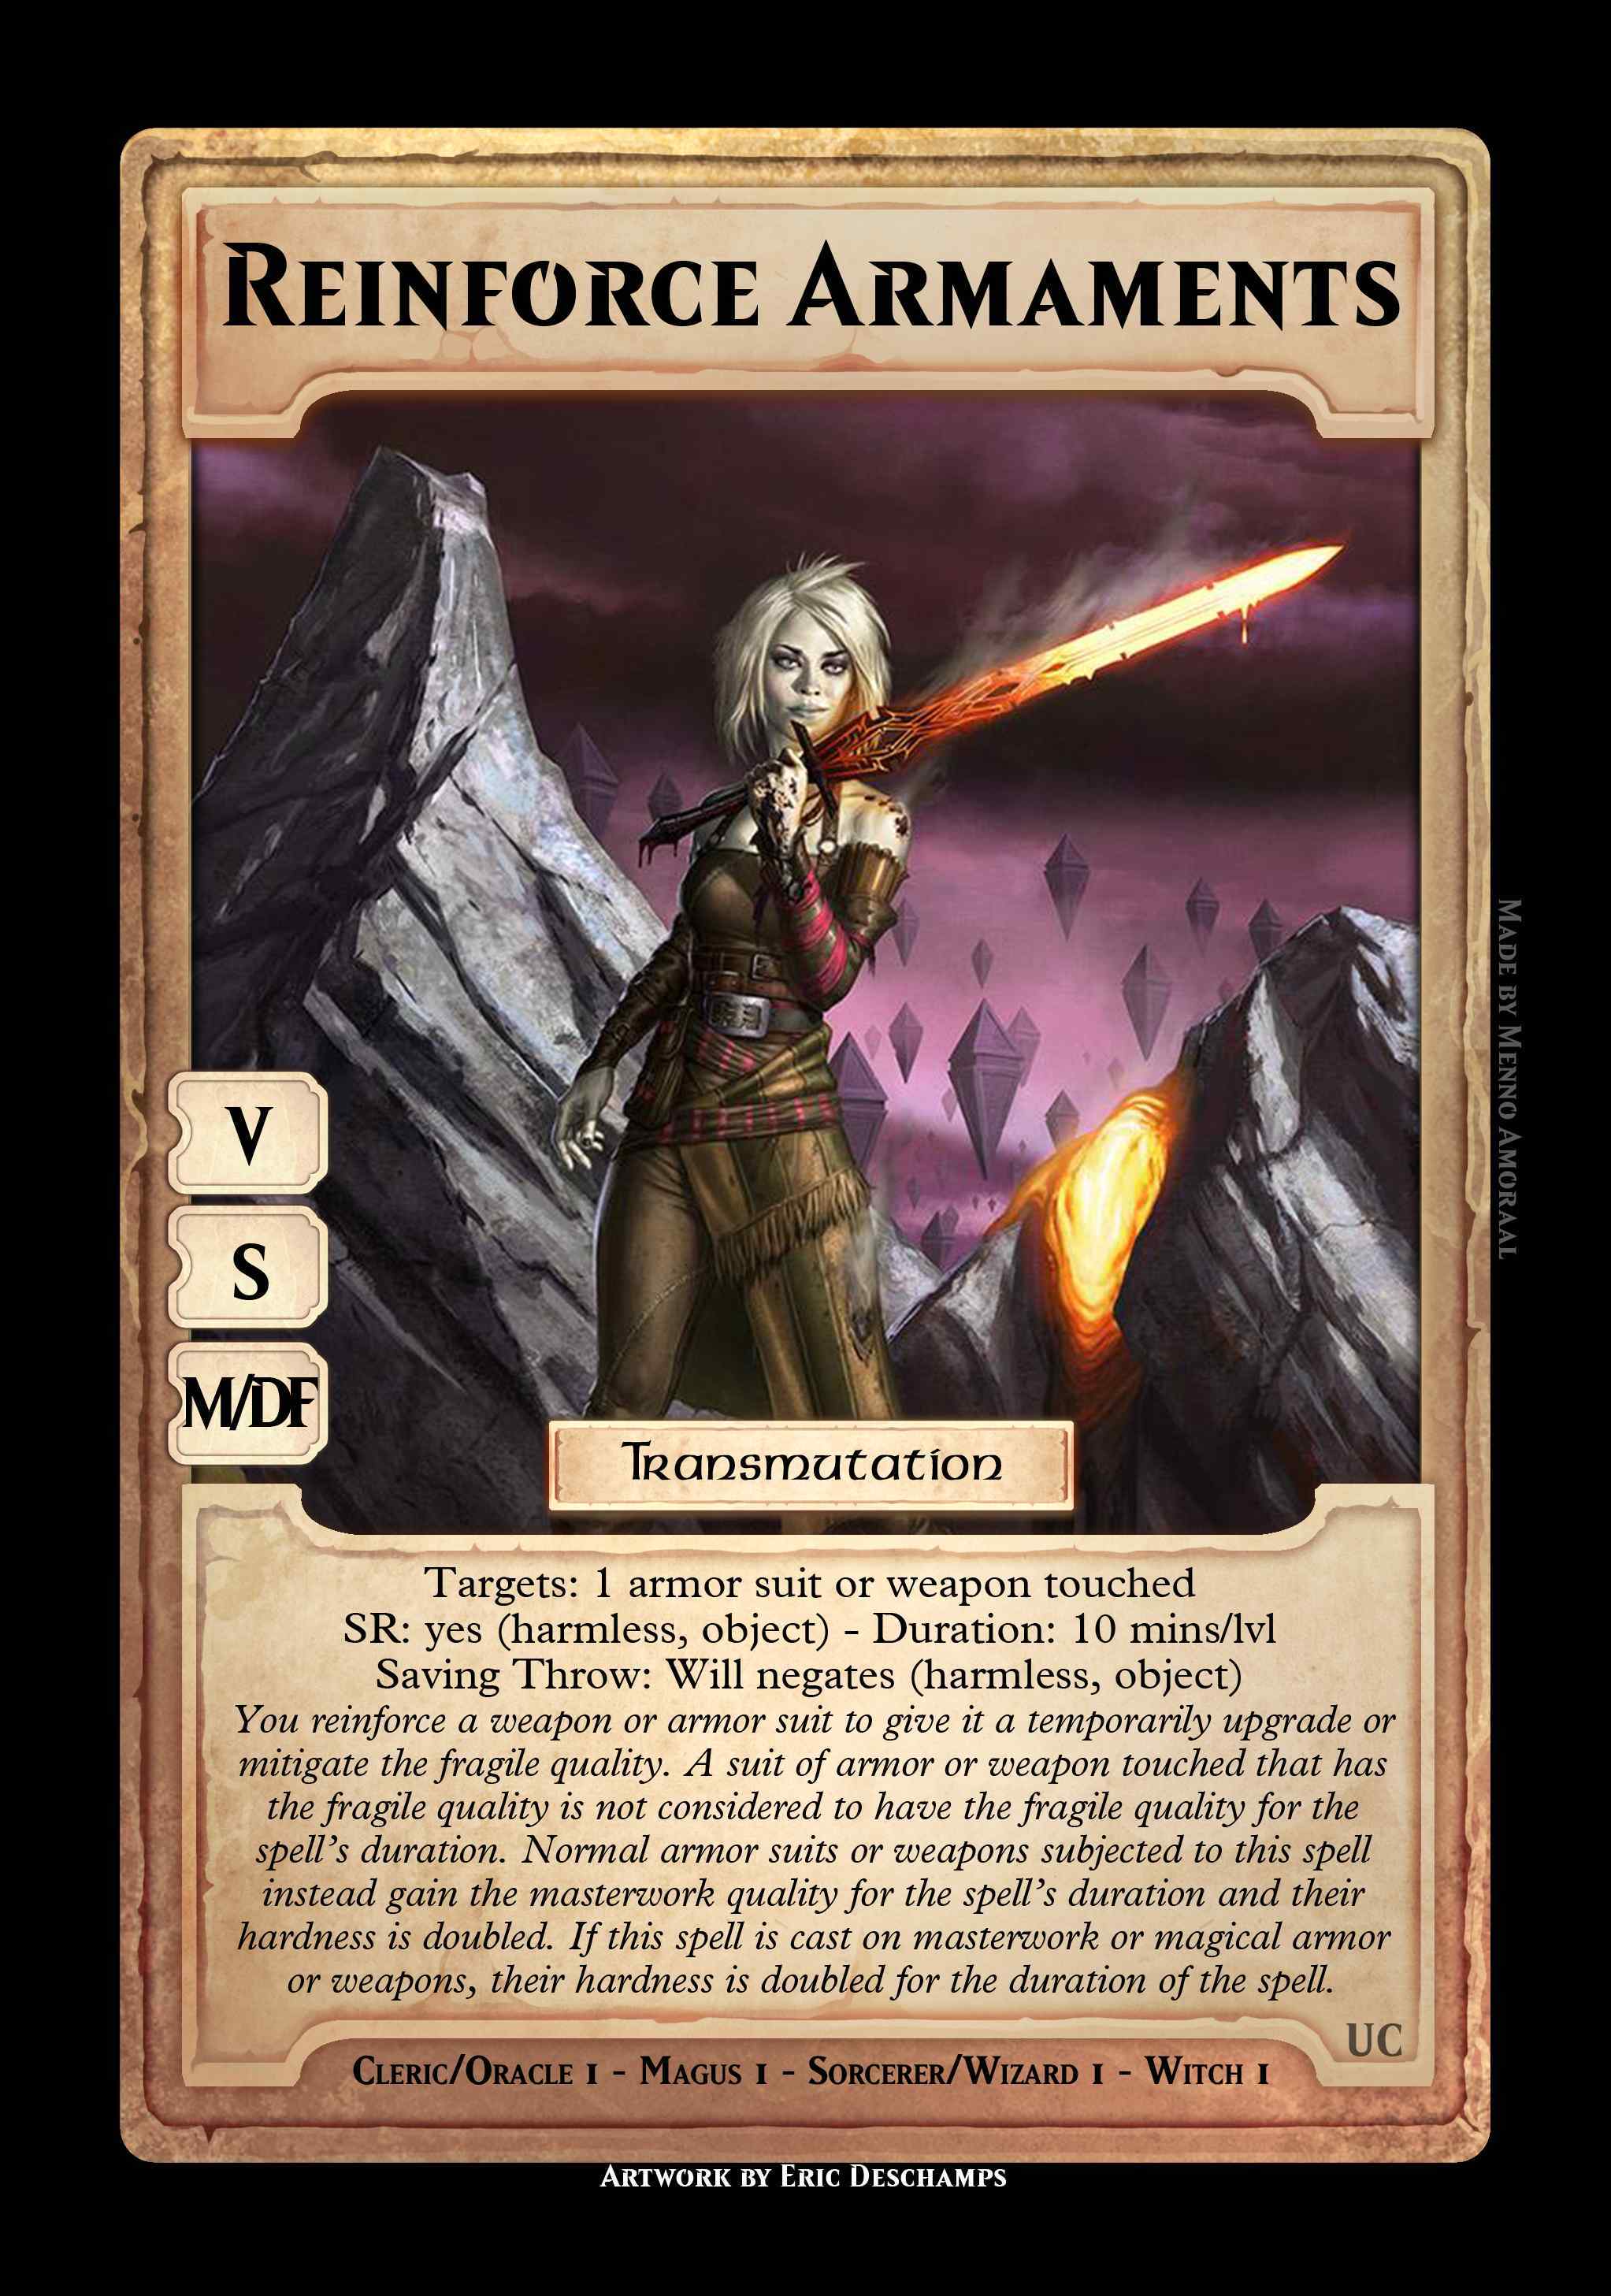 Reinforce Armaments
V
S
M/DF
Transmutation
Targets: 1 armor suit or weapon touched
SR: yes (harmless, object) - Duration: 10 mins/lvl
Saving Throw: Will negates (harmless, object)
You reinforce a weapon or armor suit to give it a temporarily upgrade or
mitigate the fragile quality. A suit of armor or weapon touched that has
the fragile quality is not considered to have the fragile quality for the
spell's duration. Normal armor suits or weapons subjected to this spell
instead gain the masterwork quality for the spell's duration and their
hardness is doubled. If this spell is cast on masterwork or magical armor
or weapons, their hardness is doubled for the duration of the spell.
UC
Cleric/Oracle 1 - Magus 1 - Sorcerer/Wizard 1 - Witch 1
Artwork by Eric Deschamps
Made by Menno Amoraal